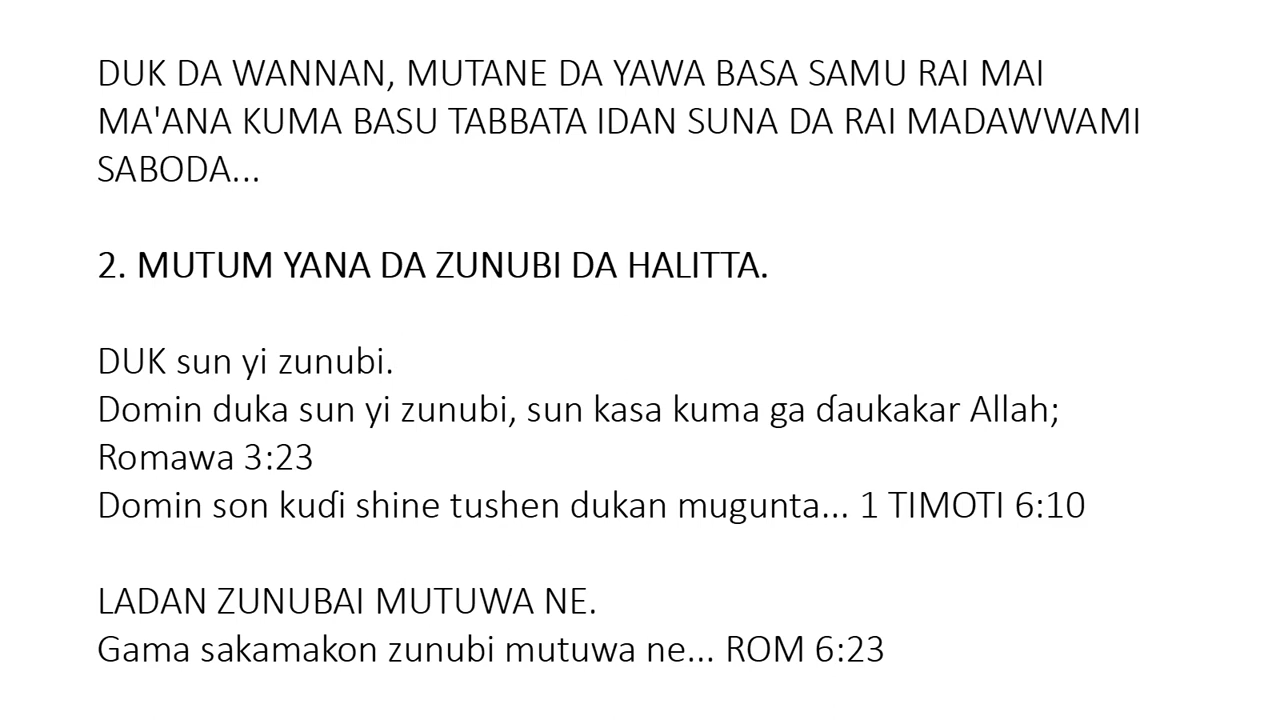 DUK DA WANNAN, MUTANE DA YAWA BASA SAMU RAI MAI
MA'ANA KUMA BASU TABBATA IDAN SUNA DA RAI MADAWWAMI
SABODA...
2. MUTUM YANA DA ZUNUBI DA HALITTA.
DUK sun yi zunubi.
Domin duka sun yi zunubi, sun kasa kuma ga ɗaukakar Allah;
Romawa 3:23
Domin son kuɗi shine tushen dukan mugunta... 1 TIMOTI 6:10
LADAN ZUNUBAI MUTUWA NE.
Gama sakamakon zunubi mutuwa ne... ROM 6:23